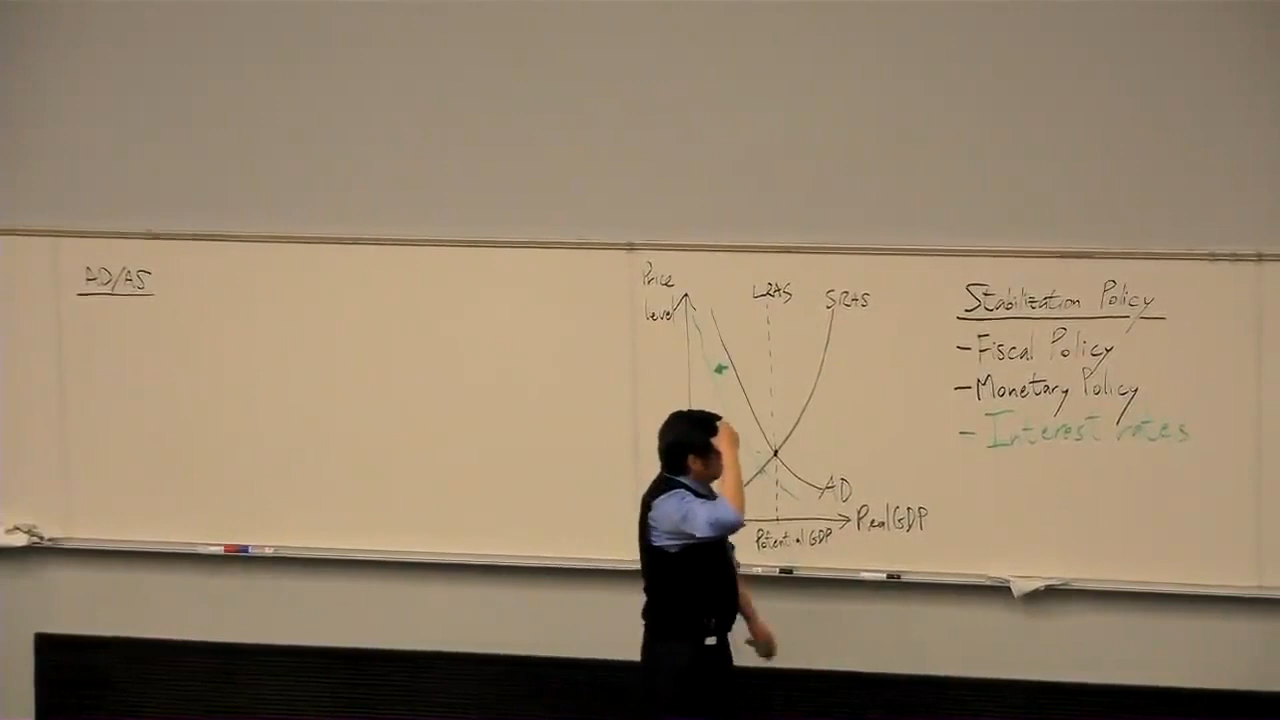 AD/AS
Price
level
LRAS
SRAS
AD
Real GDP
Potential GDP
Stabilization Policy
- Fiscal Policy
- Monetary Policy
- Interest rates